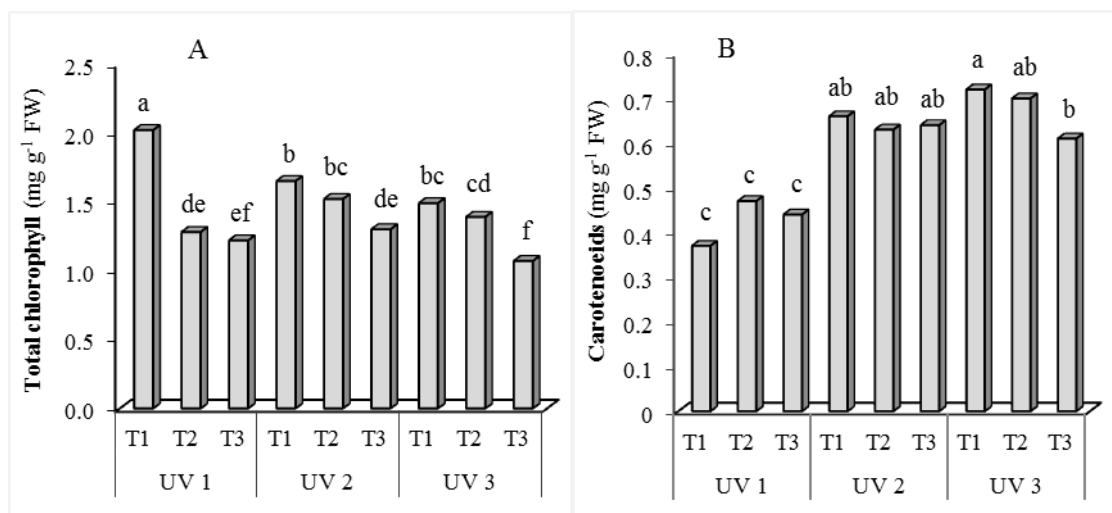 A
Total chlorophyll (mg g-1 FW)
2.5
2.0
1.5
1.0
0.5
0.0
a
de
ef
b
bc
de
bc
cd
f
T1 T2 T3 T1 T2 T3 T1 T2 T3
UV 1 UV 2 UV 3
B
Carotenoeids (mg g-1 FW)
0.8
0.7
0.6
0.5
0.4
0.3
0.2
0.1
0
c
c
c
ab
ab
ab
a
ab
b
T1 T2 T3 T1 T2 T3 T1 T2 T3
UV 1 UV 2 UV 3